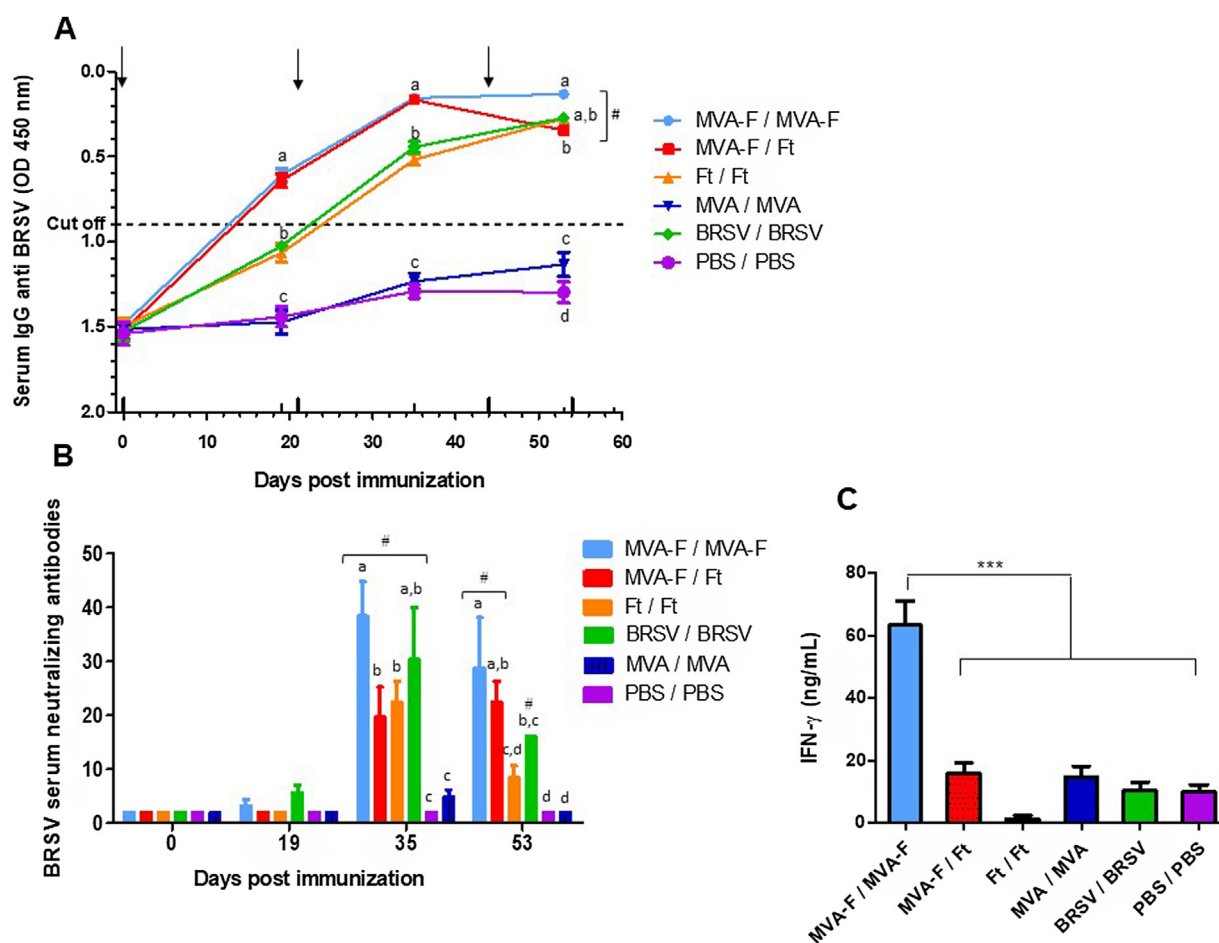 A
Serum IgG anti BRSV (OD 450 nm)
0.0
0.5
Cut off
1.0
1.5
2.0
a
a
a
a,b
#
b
b
b
c
c
c
d
0
10
20
30
40
50
60
Days post immunization
MVA-F / MVA-F
MVA-F / Ft
Ft / Ft
MVA / MVA
BRSV / BRSV
PBS / PBS
B
BRSV serum neutralizing antibodies
50
40
30
20
10
0
#
a
b
b
a,b
c
c
#
a
a,b
c,d
#
b,c
d
d
0
19
35
53
Days post immunization
MVA-F / MVA-F
MVA-F / Ft
Ft / Ft
BRSV / BRSV
MVA / MVA
PBS / PBS
C
IFN-γ (ng/mL)
80
60
40
20
0
***
MVA-F / MVA-F
MVA-F / Ft
Ft / Ft
MVA / MVA
BRSV / BRSV
PBS / PBS